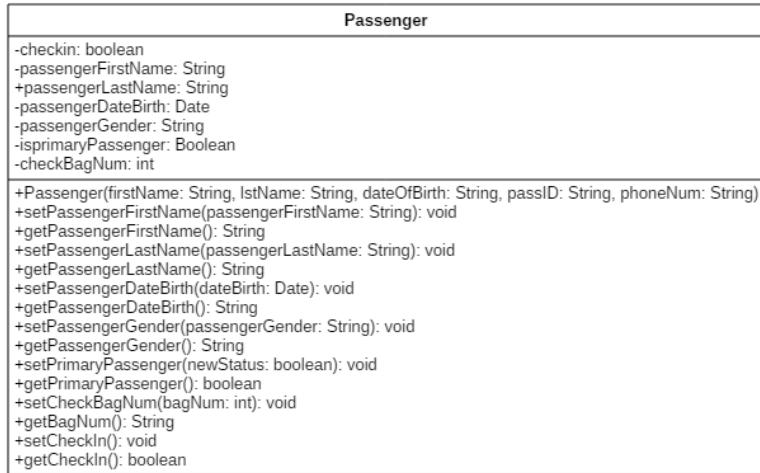 Passenger
-checkin: boolean
-passengerFirstName: String
+passengerLastName: String
-passengerDateBirth: Date
-passengerGender: String
-isprimaryPassenger: Boolean
-checkBagNum: int
+Passenger(firstName: String, lstName: String, dateOfBirth: String, passID: String, phoneNum: String)
+setPassengerFirstName(passengerFirstName: String): void
+getPassengerFirstName(): String
+setPassengerLastName(passengerLastName: String): void
+getPassengerLastName(): String
+setPassengerDateBirth(dateBirth: Date): void
+getPassengerDateBirth(): String
+setPassengerGender(passengerGender: String): void
+getPassengerGender(): String
+setPrimaryPassenger(newStatus: boolean): void
+getPrimaryPassenger(): boolean
+setCheckBagNum(bagNum: int): void
+getBagNum(): String
+setCheckIn(): void
+getCheckIn(): boolean